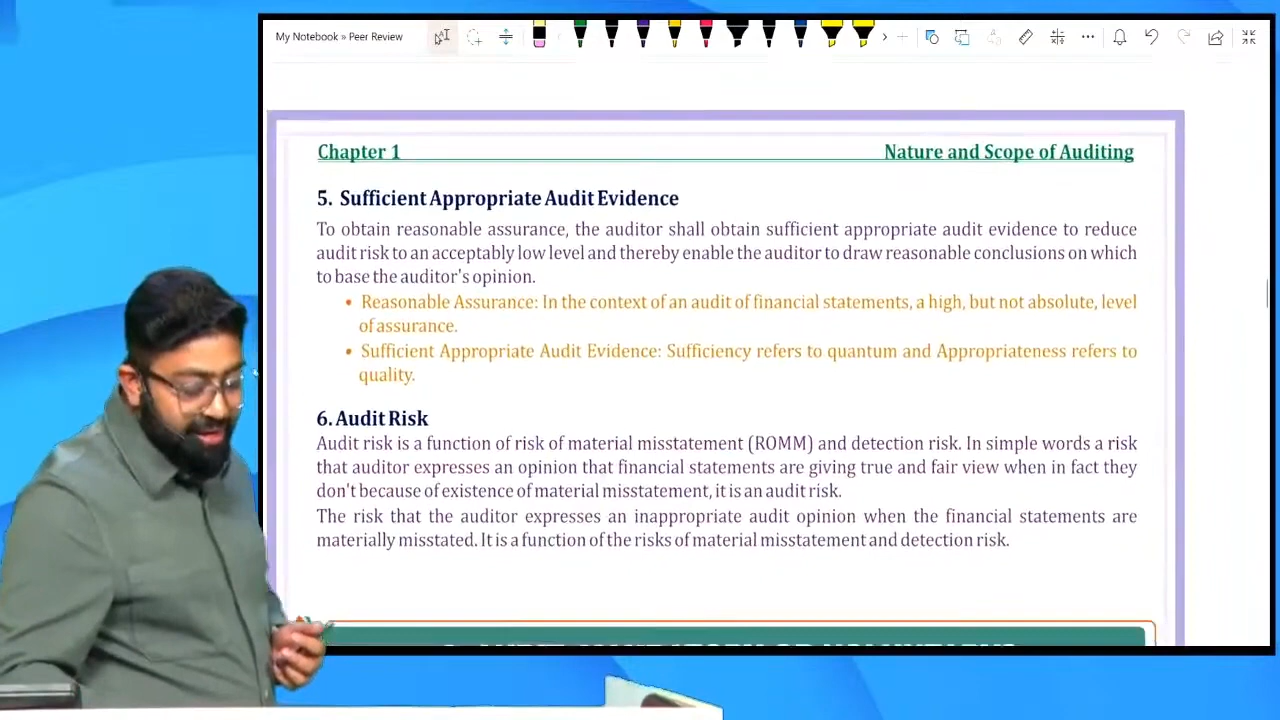 My Notebook » Peer Review
Chapter 1 Nature and Scope of Auditing
5. Sufficient Appropriate Audit Evidence
To obtain reasonable assurance, the auditor shall obtain sufficient appropriate audit evidence to reduce
audit risk to an acceptably low level and thereby enable the auditor to draw reasonable conclusions on which
to base the auditor's opinion.
• Reasonable Assurance: In the context of an audit of financial statements, a high, but not absolute, level
of assurance.
• Sufficient Appropriate Audit Evidence: Sufficiency refers to quantum and Appropriateness refers to
quality.
6. Audit Risk
Audit risk is a function of risk of material misstatement (ROMM) and detection risk. In simple words a risk
that auditor expresses an opinion that financial statements are giving true and fair view when in fact they
don't because of existence of material misstatement, it is an audit risk.
The risk that the auditor expresses an inappropriate audit opinion when the financial statements are
materially misstated. It is a function of the risks of material misstatement and detection risk.